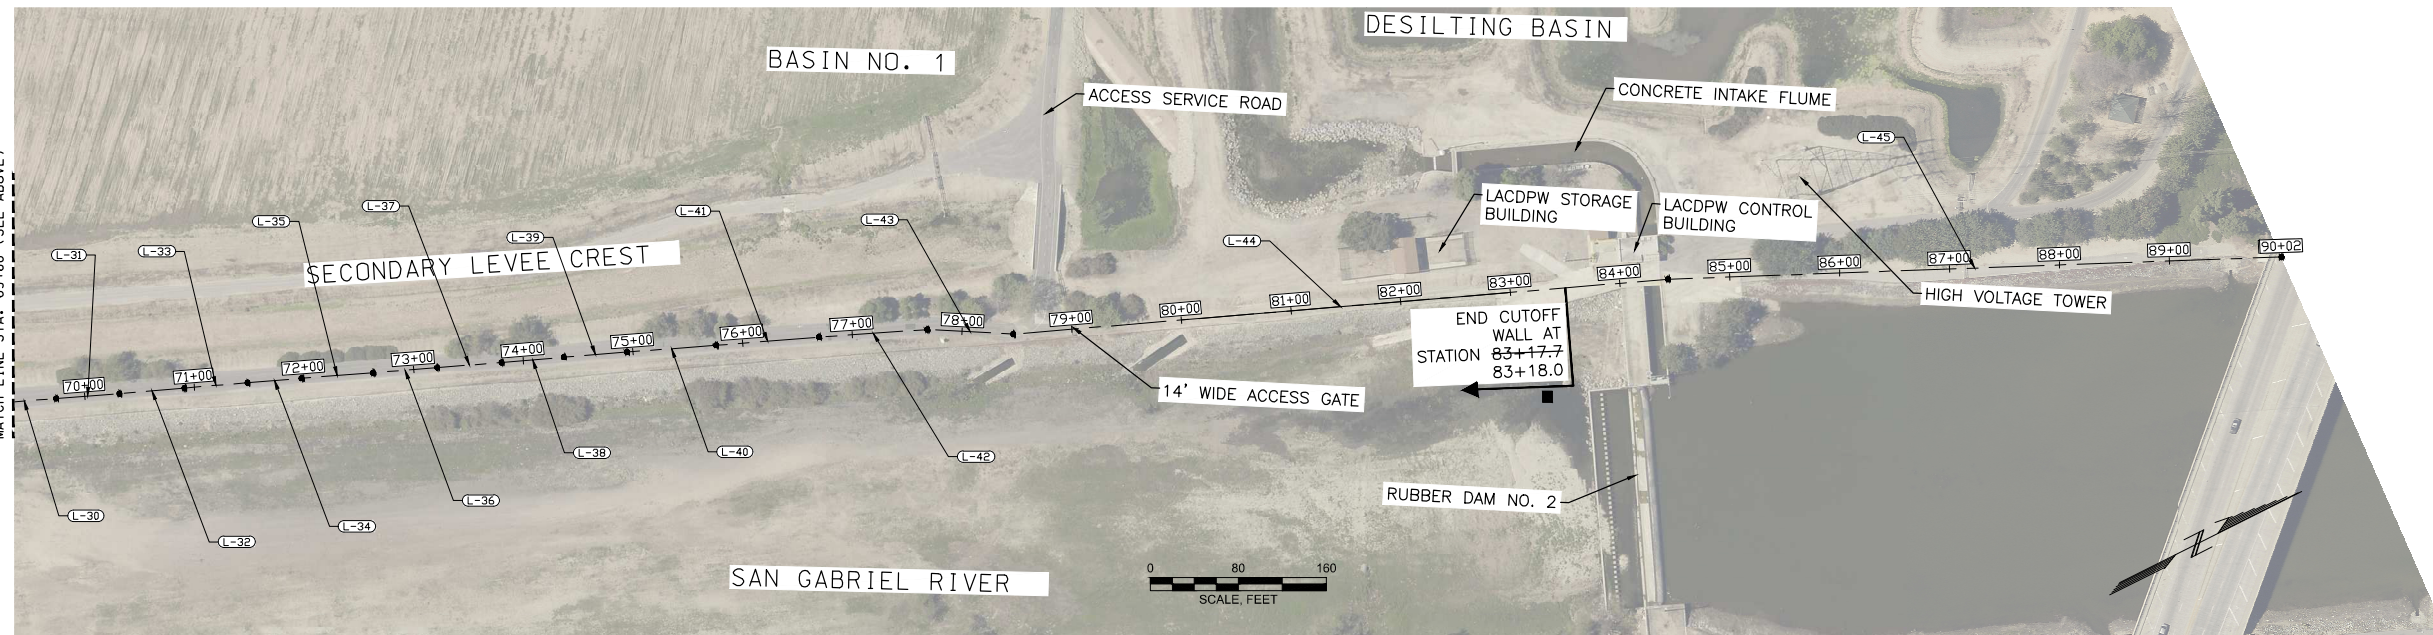 DESILTING BASIN
BASIN NO. 1
ACCESS SERVICE ROAD
CONCRETE INTAKE FLUME
L-45
LACDPW STORAGE
BUILDING
LACDPW CONTROL
BUILDING
L-31
L-33
L-35
L-37
L-39
L-41
L-43
L-44
SECONDARY LEVEE CREST
70+00
71+00
72+00
73+00
74+00
75+00
76+00
77+00
78+00
79+00
80+00
81+00
82+00
83+00
84+00
85+00
86+00
87+00
88+00
89+00
90+02
HIGH VOLTAGE TOWER
END CUTOFF
WALL AT
STATION 83+17.7
83+18.0
14' WIDE ACCESS GATE
L-30
L-32
L-34
L-36
L-38
L-40
L-42
RUBBER DAM NO. 2
SAN GABRIEL RIVER
0 80 160
SCALE, FEET